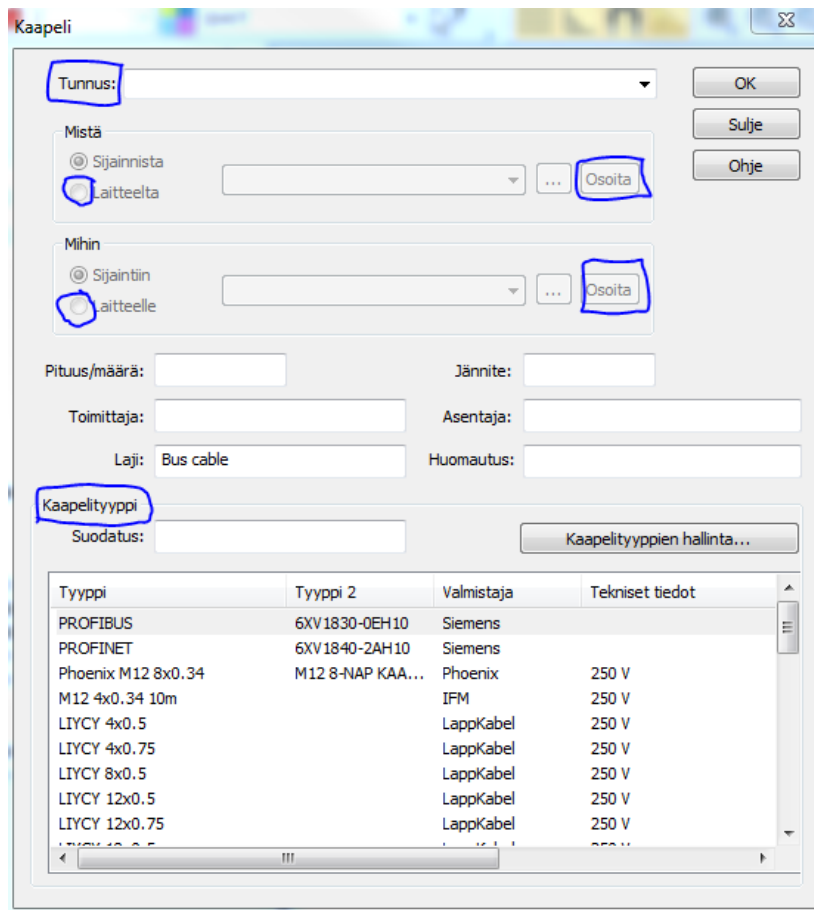 Kaapeli
Tunnus:
OK
Mistä
Sulje
Sijainnista
Laitteelta
... Osoita
Ohje
Mihin
Sijaintiin
Laitteelle
... Osoita
Pituus/määrä: Jännite:
Toimittaja: Asentaja:
Laji: Bus cable Huomautus:
Kaapelityyppi
Suodatus: Kaapelityyppien hallinta...
Tyyppi Tyyppi 2 Valmistaja Tekniset tiedot
PROFIBUS 6XV1830-0EH10 Siemens
PROFINET 6XV1840-2AH10 Siemens
Phoenix M12 8x0.34 M12 8-NAP KAA... Phoenix 250 V
M12 4x0.34 10m IFM 250 V
LIYCY 4x0.5 LappKabel 250 V
LIYCY 4x0.75 LappKabel 250 V
LIYCY 8x0.5 LappKabel 250 V
LIYCY 12x0.5 LappKabel 250 V
LIYCY 12x0.75 LappKabel 250 V